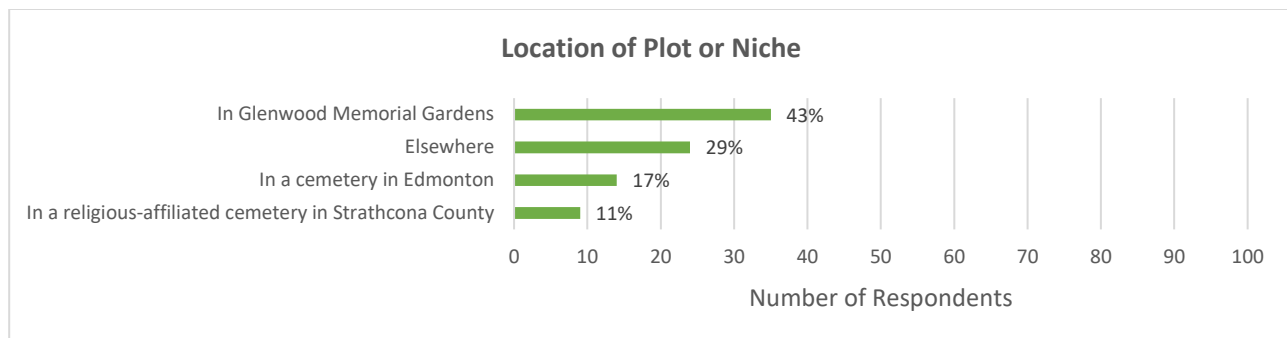 Location of Plot or Niche
In Glenwood Memorial Gardens 43%
Elsewhere 29%
In a cemetery in Edmonton 17%
In a religious-affiliated cemetery in Strathcona County 11%
0 10 20 30 40 50 60 70 80 90 100
Number of Respondents